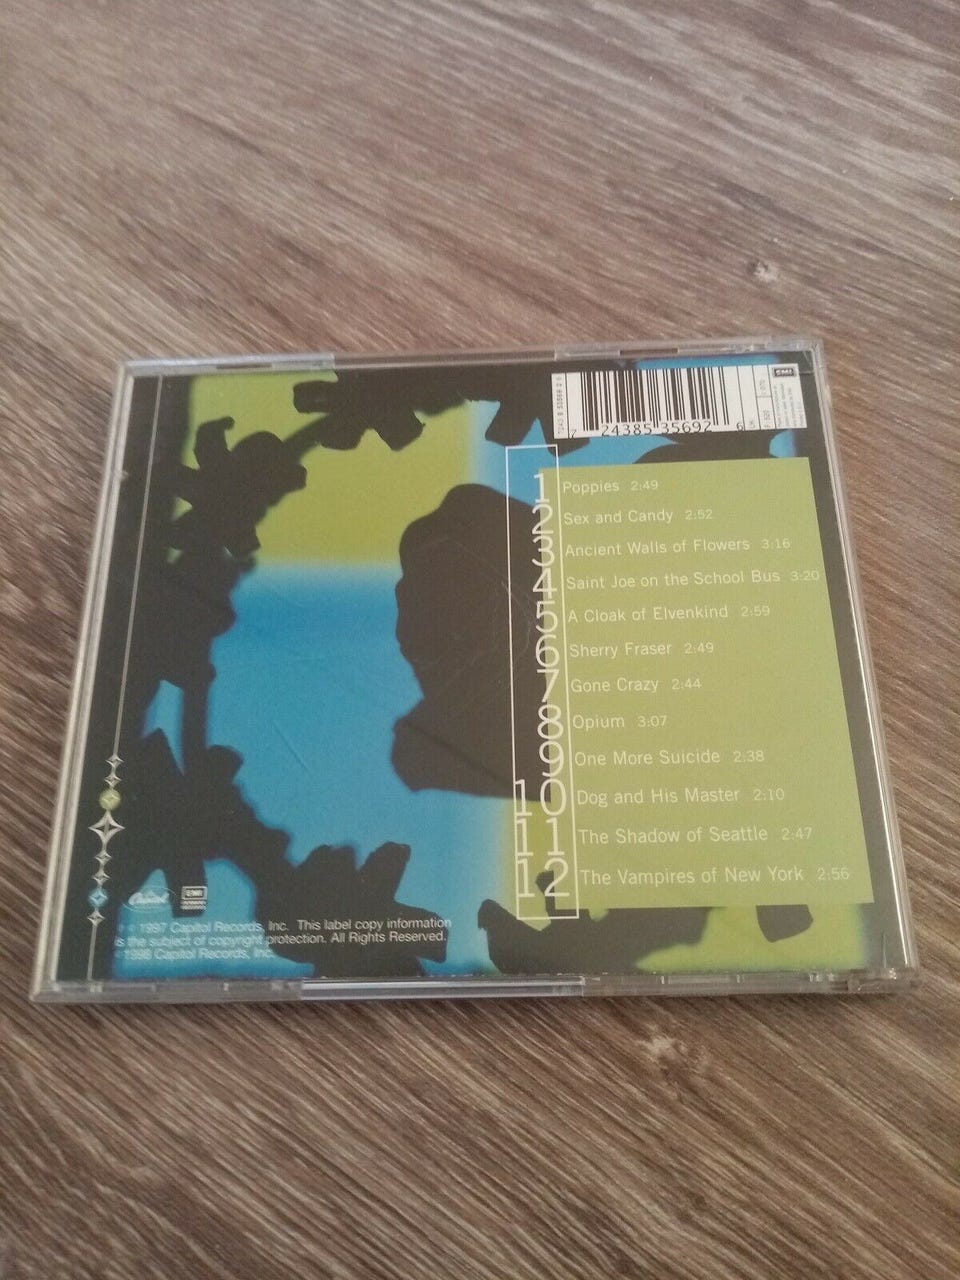 EMI
7 24385 35692 6
1 Poppies 2:49
2 Sex and Candy 2:52
3 Ancient Walls of Flowers 3:16
4 Saint Joe on the School Bus 3:20
5 A Cloak of Elvenkind 2:59
6 Sherry Fraser 2:49
7 Gone Crazy 2:44
8 Opium 3:07
9 One More Suicide 2:38
10 Dog and His Master 2:10
11 The Shadow of Seattle 2:47
12 The Vampires of New York 2:56
Capitol
EMI
1997 Capitol Records, Inc. This label copy information
is the subject of copyright protection. All Rights Reserved.
Capitol Records, Inc.